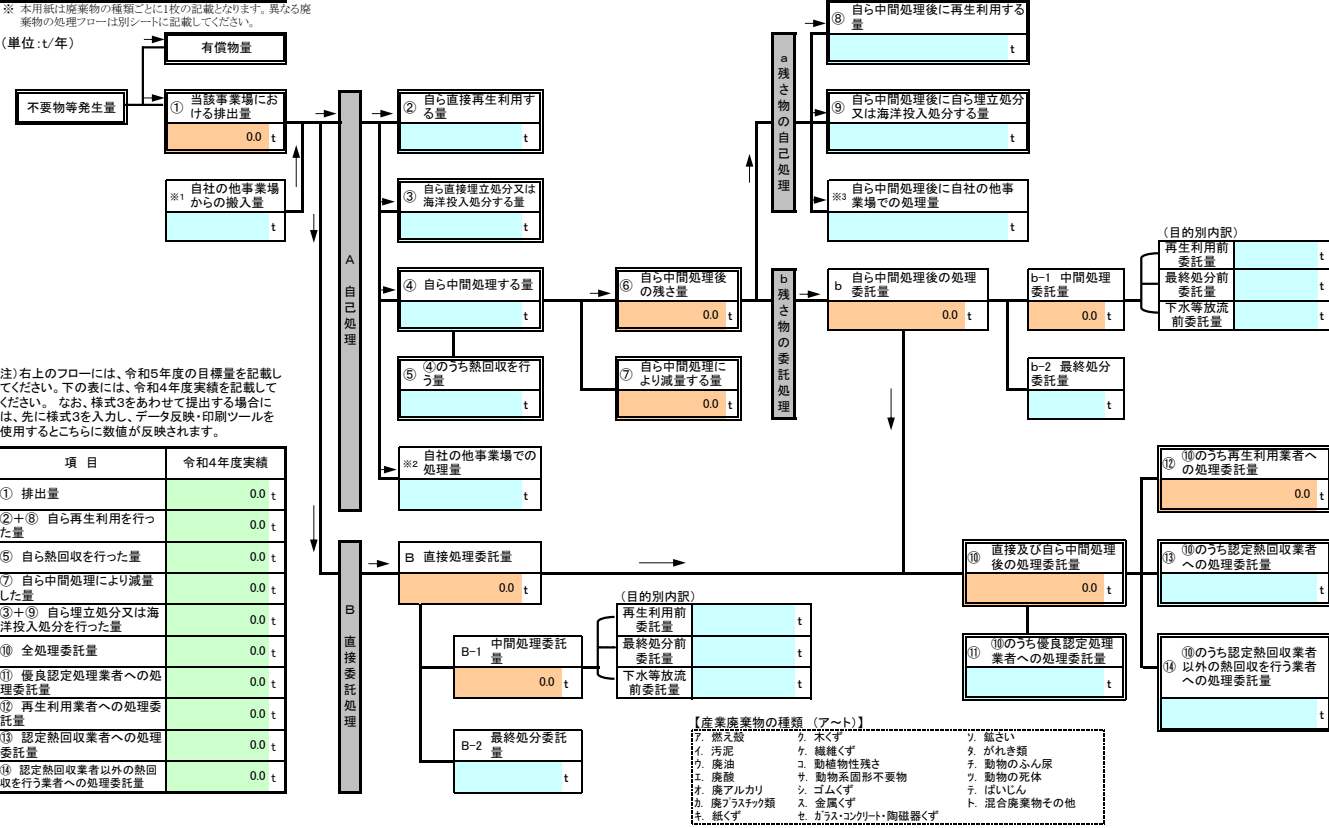 ※ 本用紙は廃棄物の種類ごとに1枚の記載となります。異なる廃
棄物の処理フローは別シートに記載してください。
(単位:t/年)
有償物量
不要物等発生量
① 当該事業場にお
ける排出量
0.0 t
※1 自社の他事業場
からの搬入量
t
A 自己処理
② 自ら直接再生利用す
る量
t
③ 自ら直接埋立処分又は
海洋投入処分する量
t
④ 自ら中間処理する量
t
⑤ ④のうち熱回収を行
う量
t
※2 自社の他事業場での
処理量
t
⑥ 自ら中間処理後
の残さ量
0.0 t
⑦ 自ら中間処理に
より減量する量
0.0 t
a 残さ物の自己処理
⑧ 自ら中間処理後に再生利用する
量
t
⑨ 自ら中間処理後に自ら埋立処分
又は海洋投入処分する量
t
※3 自ら中間処理後に自社の他事
業場での処理量
t
b 残さ物の委託処理
b 自ら中間処理後の処理
委託量
0.0 t
b-1 中間処理
委託量
0.0 t
b-2 最終処分
委託量
t
(目的別内訳)
再生利用前
委託量
t
最終処分前
委託量
t
下水等放流
前委託量
t
注)右上のフローには、令和5年度の目標量を記載し
てください。下の表には、令和4年度実績を記載して
ください。 なお、様式3をあわせて提出する場合に
は、先に様式3を入力し、データ反映・印刷ツールを
使用するとこちらに数値が反映されます。
項 目 令和4年度実績
① 排出量 0.0 t
②+⑧ 自ら再生利用を行っ
た量 0.0 t
⑤ 自ら熱回収を行った量 0.0 t
⑦ 自ら中間処理により減量
した量 0.0 t
③+⑨ 自ら埋立処分又は海
洋投入処分を行った量 0.0 t
⑩ 全処理委託量 0.0 t
⑪ 優良認定処理業者への処
理委託量 0.0 t
⑫ 再生利用業者への処理委
託量 0.0 t
⑬ 認定熱回収業者への処理
委託量 0.0 t
⑭ 認定熱回収業者以外の熱回
収を行う業者への処理委託量 0.0 t
B 直接委託処理
B 直接処理委託量
0.0 t
B-1 中間処理委託
量
0.0 t
B-2 最終処分委託
量
t
(目的別内訳)
再生利用前
委託量
t
最終処分前
委託量
t
下水等放流
前委託量
t
⑩ 直接及び自ら中間処理
後の処理委託量
0.0 t
⑪ ⑩のうち優良認定処理
業者への処理委託量
t
⑫ ⑩のうち再生利用業者へ
の処理委託量
0.0 t
⑬ ⑩のうち認定熱回収業者
への処理委託量
t
⑭ ⑩のうち認定熱回収業者
以外の熱回収を行う業者
への処理委託量
t
【産業廃棄物の種類 (ア~ト)】
ア. 燃え殻 ク. 木くず ソ. 鉱さい
イ. 汚泥 ケ. 繊維くず タ. がれき類
ウ. 廃油 コ. 動植物性残さ チ. 動物のふん尿
エ. 廃酸 サ. 動物系固形不要物 ツ. 動物の死体
オ. 廃アルカリ シ. ゴムくず テ. ばいじん
カ. 廃プラスチック類 ス. 金属くず ト. 混合廃棄物その他
キ. 紙くず セ. ガラス・コンクリート・陶磁器くず